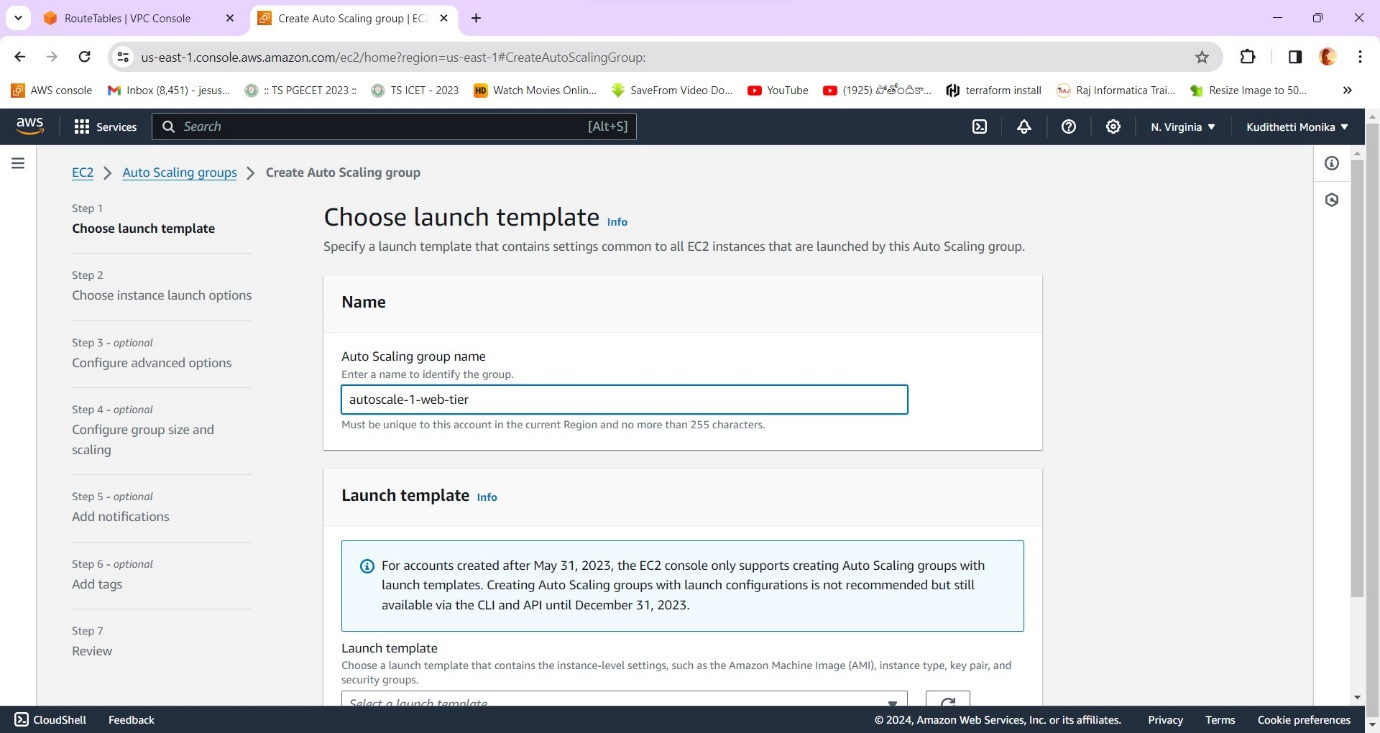 RouteTables | VPC Console
Create Auto Scaling group | EC
us-east-1.console.aws.amazon.com/ec2/home?region=us-east-1#CreateAutoScalingGroup:
AWS console
Inbox (8,451) - jesus...
:: TS PGECET 2023 ::
TS ICET - 2023
HD
Watch Movies Onlin...
SaveFrom Video Do...
YouTube
(1925) పోతోందిరా...
terraform install
Raj Informatica Trai...
Resize Image to 50...
aws
Services
Search
[Alt+S]
N. Virginia
Kudithetti Monika
EC2
Auto Scaling groups
Create Auto Scaling group
Step 1
Choose launch template
Step 2
Choose instance launch options
Step 3 - optional
Configure advanced options
Step 4 - optional
Configure group size and
scaling
Step 5 - optional
Add notifications
Step 6 - optional
Add tags
Step 7
Review
Choose launch template Info
Specify a launch template that contains settings common to all EC2 instances that are launched by this Auto Scaling group.
Name
Auto Scaling group name
Enter a name to identify the group.
autoscale-1-web-tier
Must be unique to this account in the current Region and no more than 255 characters.
Launch template Info
For accounts created after May 31, 2023, the EC2 console only supports creating Auto Scaling groups with
launch templates. Creating Auto Scaling groups with launch configurations is not recommended but still
available via the CLI and API until December 31, 2023.
Launch template
Choose a launch template that contains the instance-level settings, such as the Amazon Machine Image (AMI), instance type, key pair, and
security groups.
Select a launch template
CloudShell
Feedback
© 2024, Amazon Web Services, Inc. or its affiliates.
Privacy
Terms
Cookie preferences